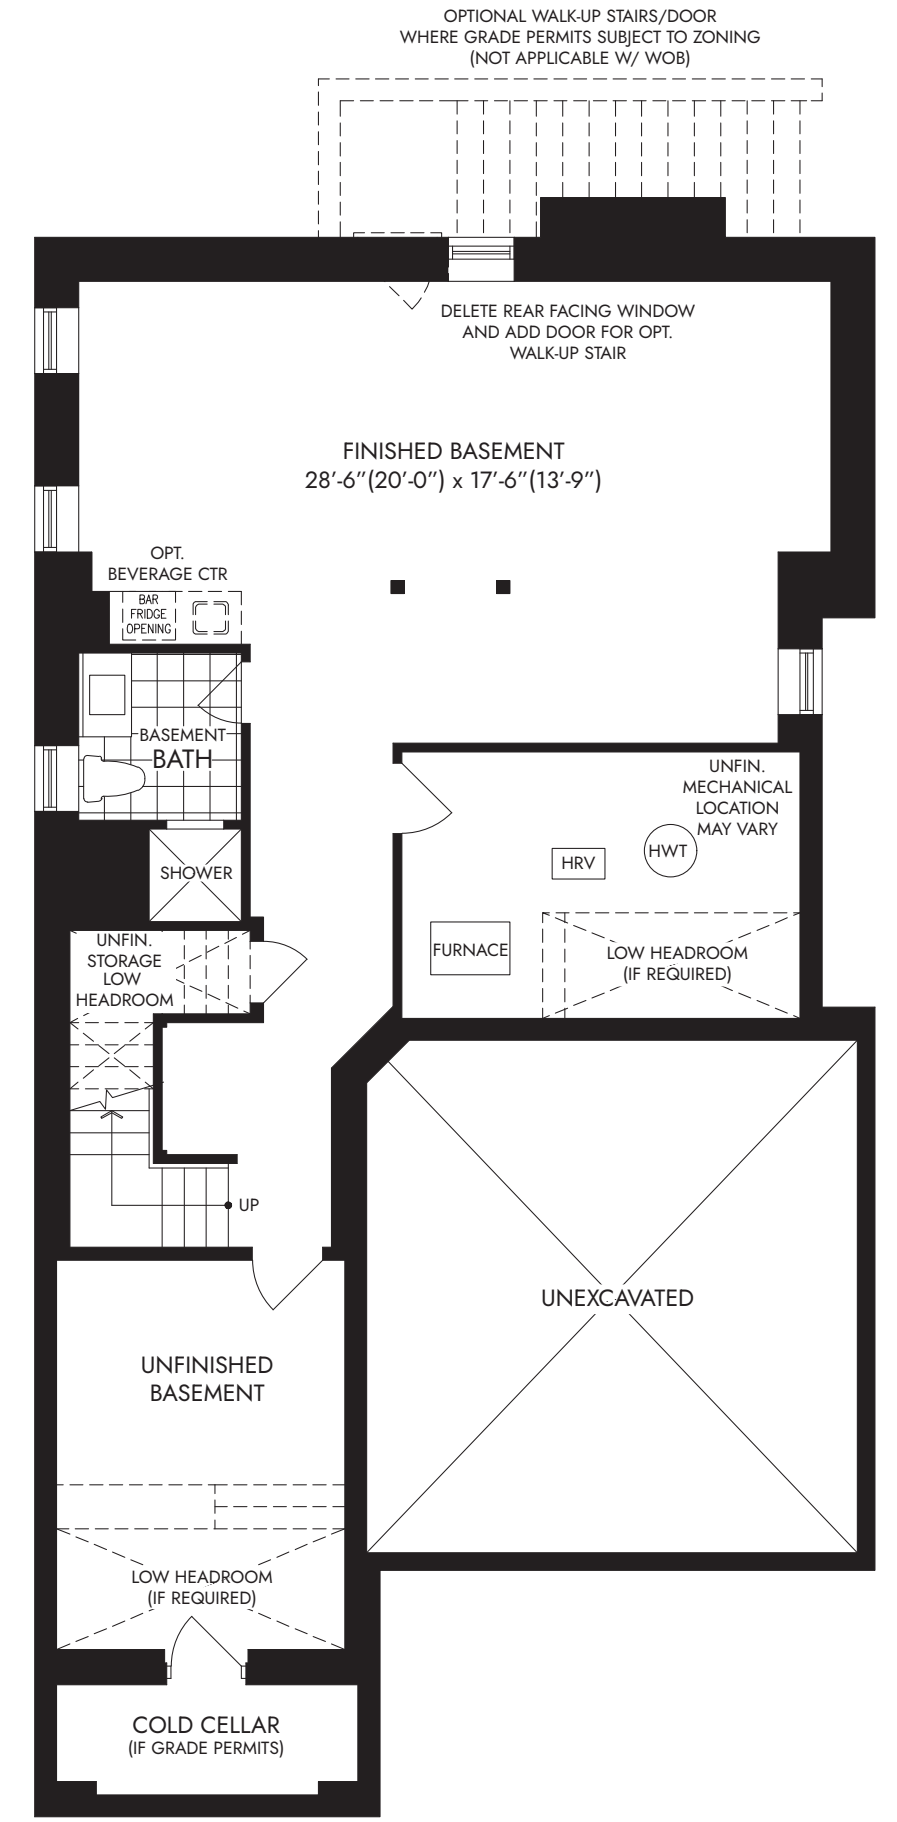 OPTIONAL WALK-UP STAIRS/DOOR
WHERE GRADE PERMITS SUBJECT TO ZONING
(NOT APPLICABLE W/ WOB)
DELETE REAR FACING WINDOW
AND ADD DOOR FOR OPT.
WALK-UP STAIR
FINISHED BASEMENT
28'-6"(20'-0") x 17'-6"(13'-9")
OPT.
BEVERAGE CTR
BAR
FRIDGE
OPENING
BASEMENT
BATH
SHOWER
UNFIN.
MECHANICAL
LOCATION
MAY VARY
HWT
HRV
FURNACE
LOW HEADROOM
(IF REQUIRED)
UNFIN.
STORAGE
LOW
HEADROOM
UP
UNEXCAVATED
UNFINISHED
BASEMENT
LOW HEADROOM
(IF REQUIRED)
COLD CELLAR
(IF GRADE PERMITS)